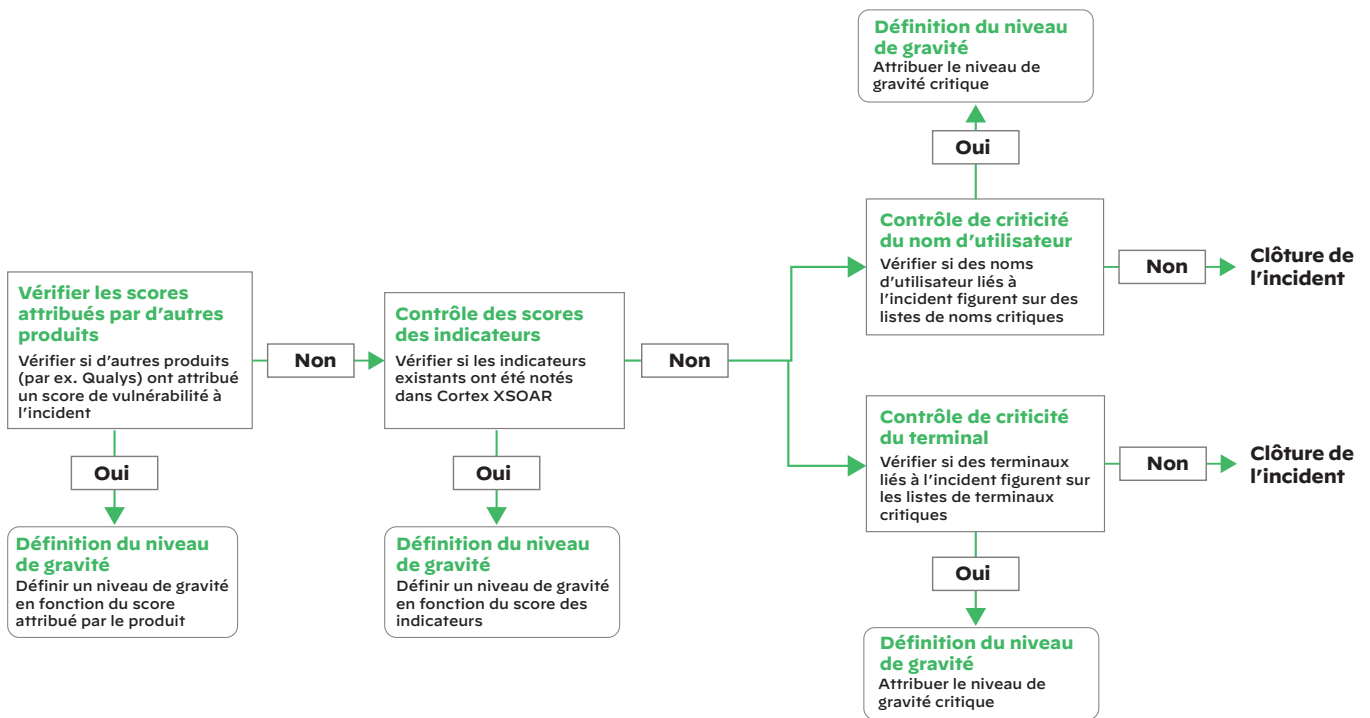 Définition du niveau
de gravité
Attribuer le niveau de
gravité critique
Oui
Contrôle de criticité
du nom d'utilisateur
Vérifier si des noms
d'utilisateur liés à
l'incident figurent sur des
listes de noms critiques
Non
Clôture de
l'incident
Vérifier les scores
attribués par d'autres
produits
Vérifier si d'autres produits
(par ex. Qualys) ont attribué
un score de vulnérabilité à
l'incident
Non
Contrôle des scores
des indicateurs
Vérifier si les indicateurs
existants ont été notés
dans Cortex XSOAR
Non
Contrôle de criticité
du terminal
Vérifier si des terminaux
liés à l'incident figurent sur
les listes de terminaux
critiques
Non
Clôture de
l'incident
Oui
Oui
Définition du niveau
de gravité
Définir un niveau de gravité
en fonction du score
attribué par le produit
Définition du niveau
de gravité
Définir un niveau de gravité
en fonction du score des
indicateurs
Oui
Définition du niveau
de gravité
Attribuer le niveau de
gravité critique